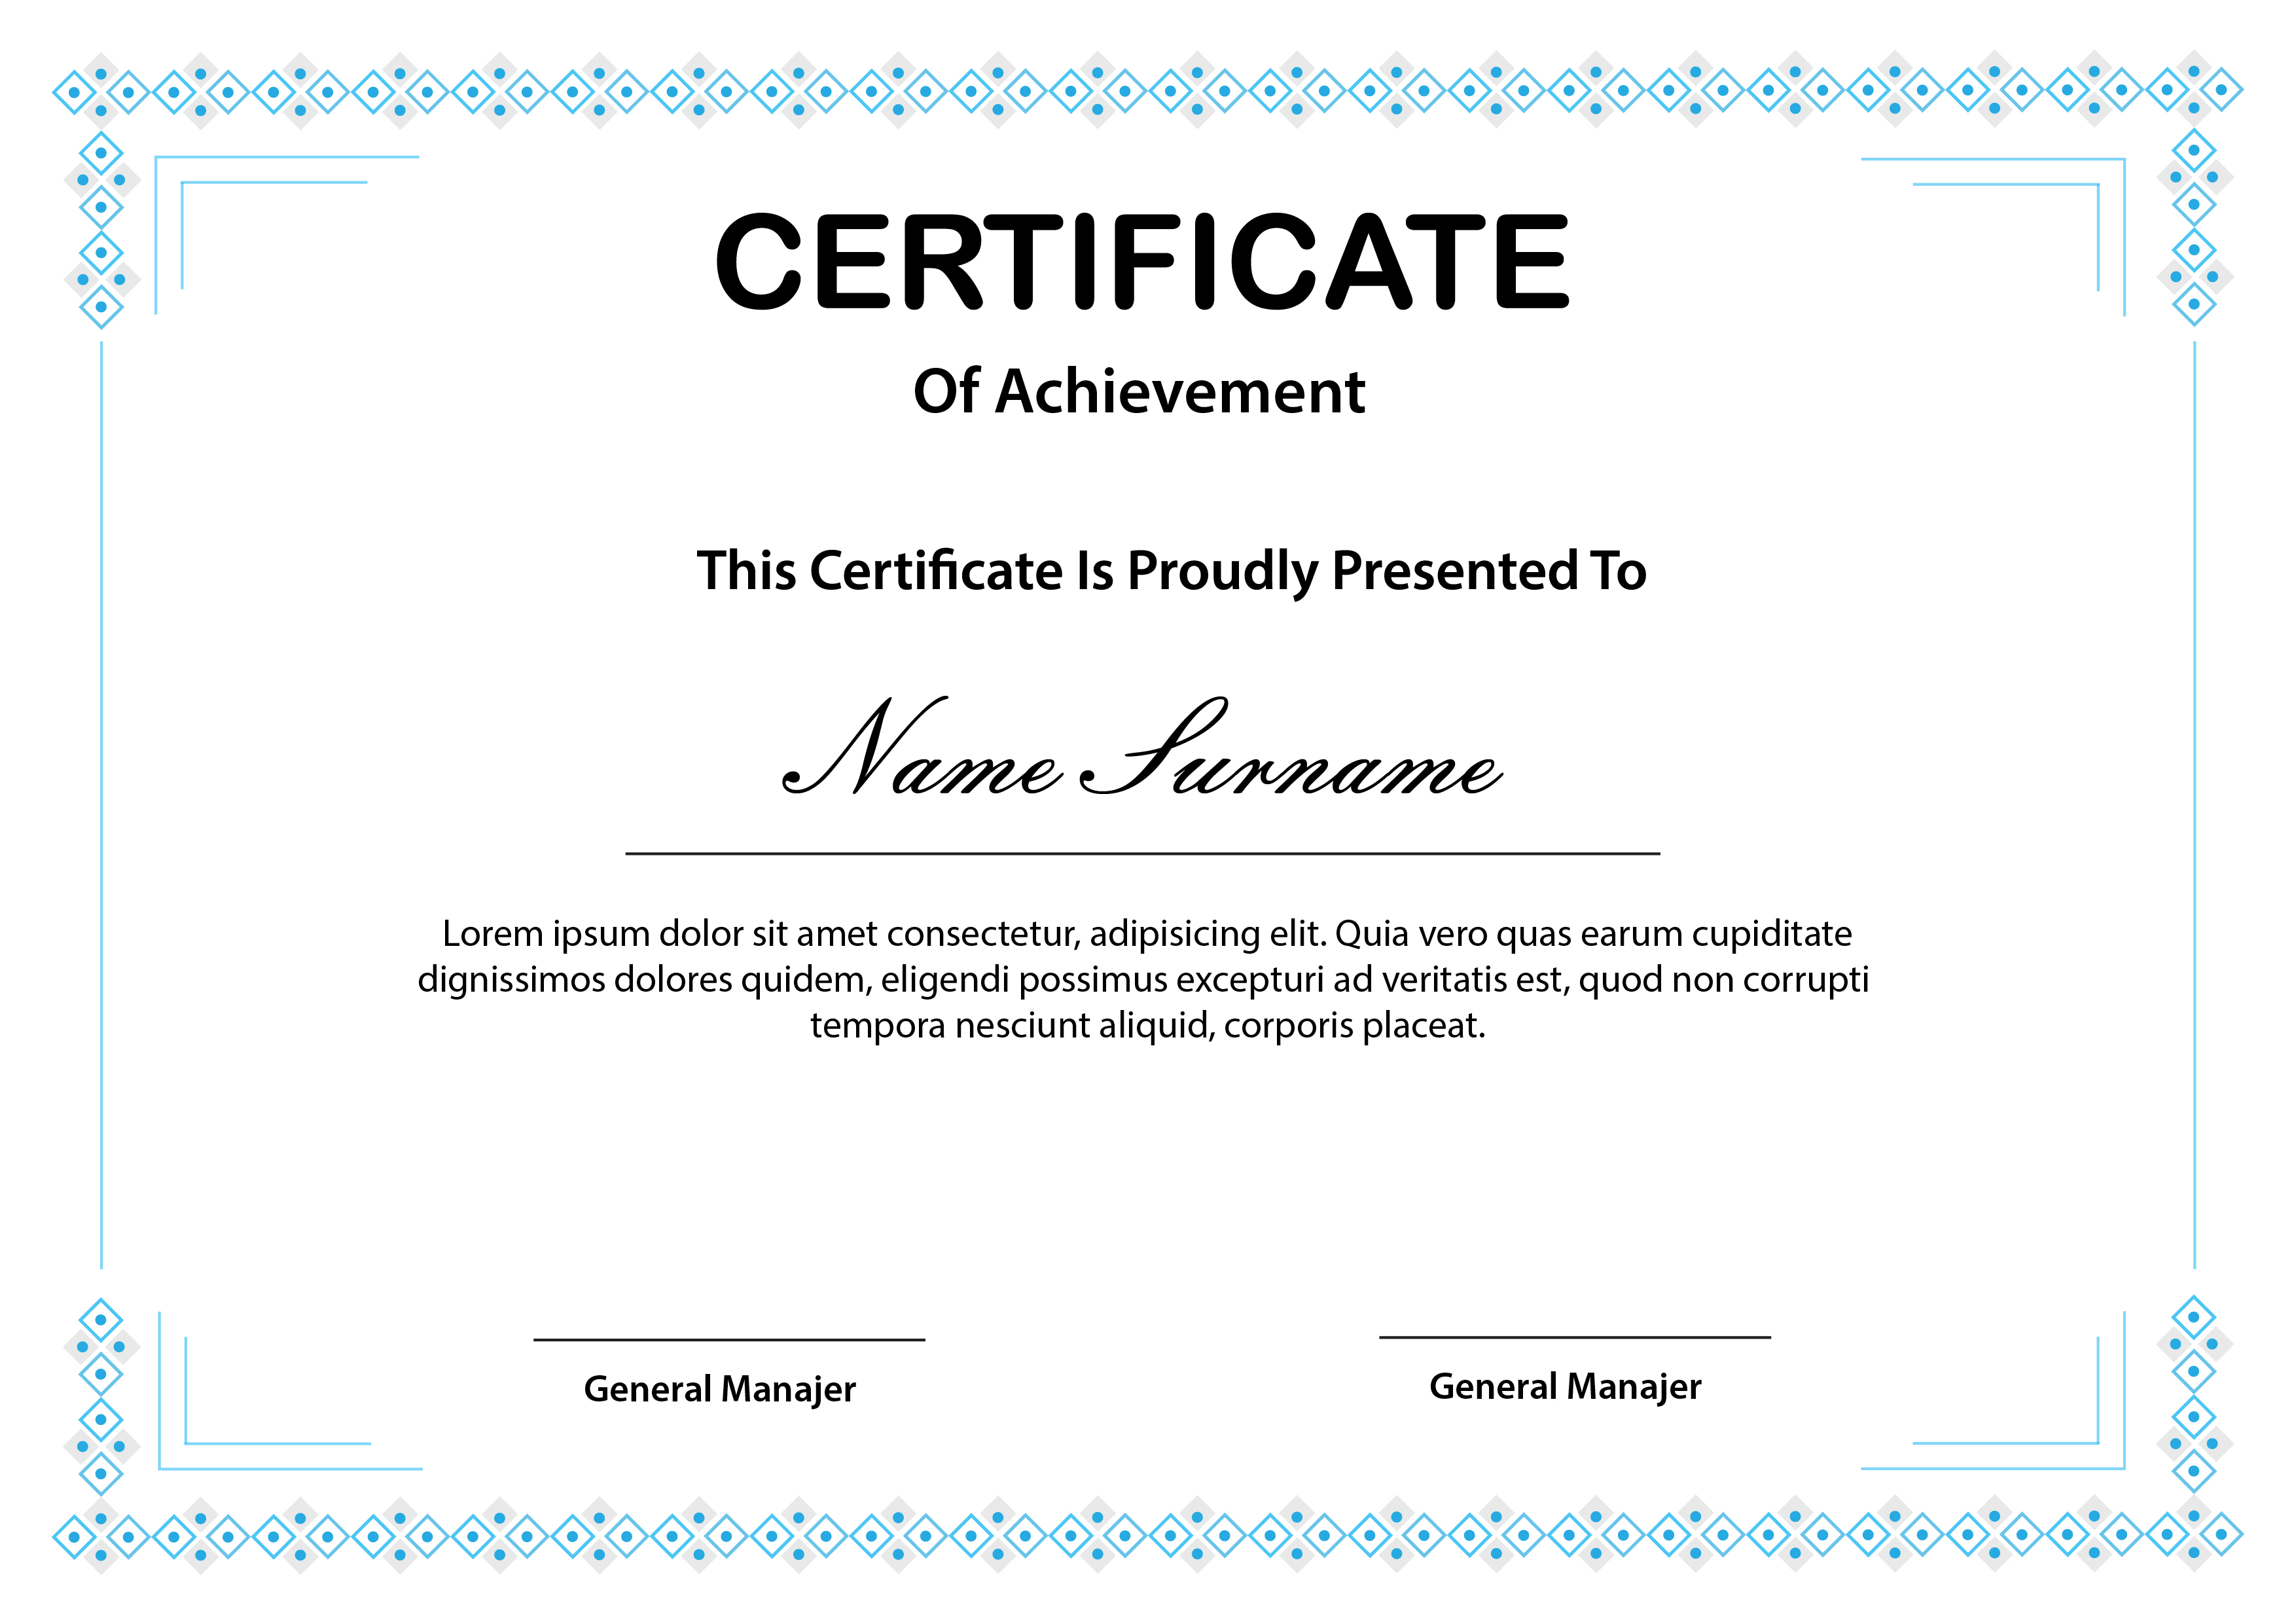 CERTIFICATE
Of Achievement
This Certificate Is Proudly Presented To
Name Surname
Lorem ipsum dolor sit amet consectetur, adipisicing elit. Quia vero quas earum cupiditate
dignissimos dolores quidem, eligendi possimus excepturi ad veritatis est, quod non corrupti
tempora nesciunt aliquid, corporis placeat.
General Manajer
General Manajer